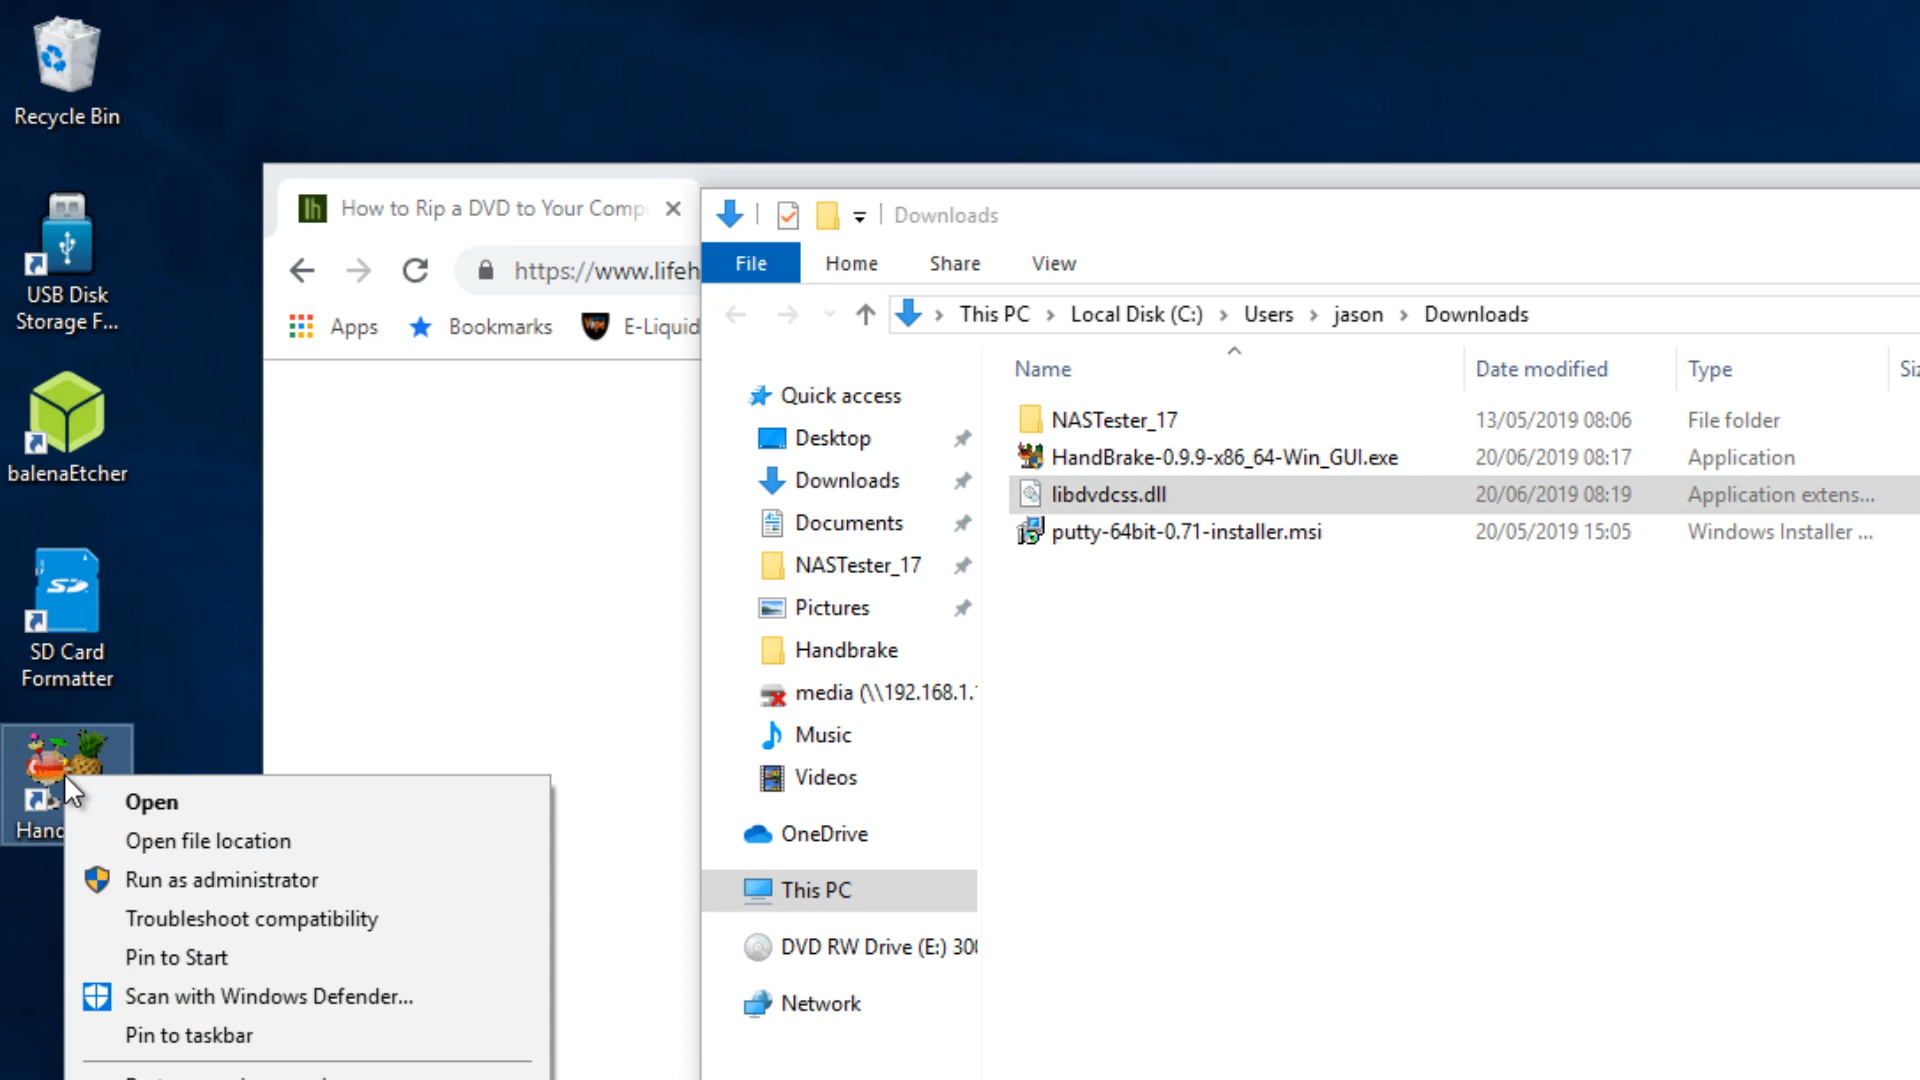 Recycle Bin
USB Disk
Storage F...
balenaEtcher
SD Card
Formatter
Open
Open file location
Run as administrator
Troubleshoot compatibility
Pin to Start
Scan with Windows Defender...
Pin to taskbar
How to Rip a DVD to Your Comp
https://www.lifeh
Apps
Bookmarks
E-Liquid
Downloads
File Home Share View
This PC > Local Disk (C:) > Users > jason > Downloads
Name Date modified Type
NASTester_17 13/05/2019 08:06 File folder
HandBrake-0.9.9-x86_64-Win_GUI.exe 20/06/2019 08:17 Application
libdvdcss.dll 20/06/2019 08:19 Application extens...
putty-64bit-0.71-installer.msi 20/05/2019 15:05 Windows Installer ...
Quick access
Desktop
Downloads
Documents
NASTester_17
Pictures
Handbrake
media (\\192.168.1.
Music
Videos
OneDrive
This PC
DVD RW Drive (E:) 30
Network